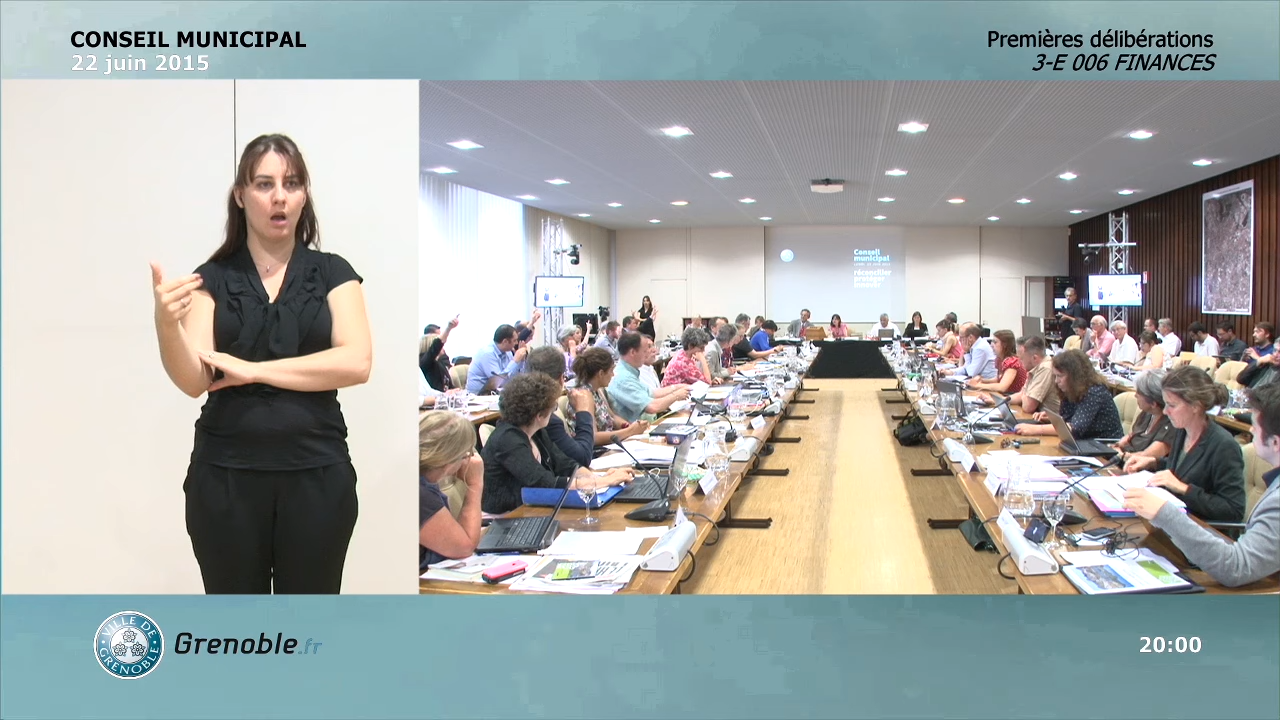 CONSEIL MUNICIPAL
22 juin 2015
Premières délibérations
3-E 006 FINANCES
Conseil
municipal
réconcilier
VILLE DE
GRENOBLE
Grenoble.fr
20:00